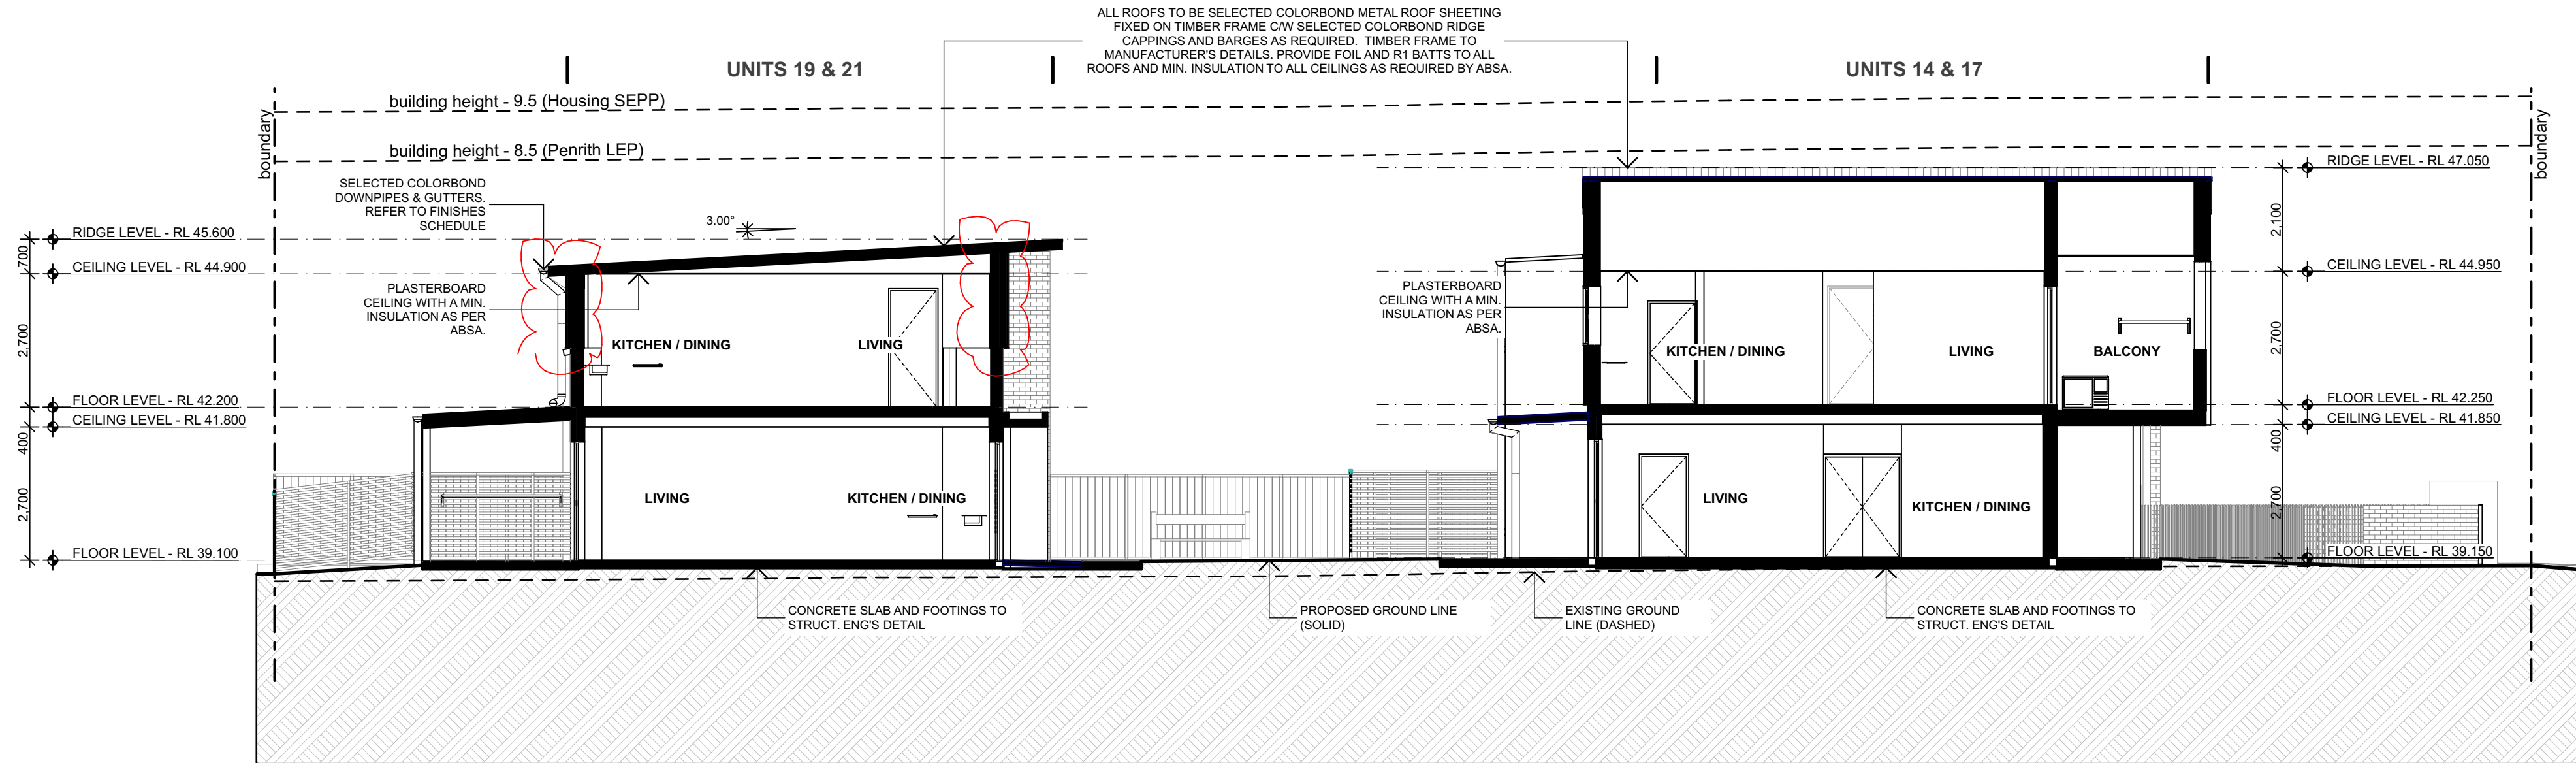 ALL ROOFS TO BE SELECTED COLORBOND METAL ROOF SHEETING
FIXED ON TIMBER FRAME C/W SELECTED COLORBOND RIDGE
CAPPINGS AND BARGES AS REQUIRED. TIMBER FRAME TO
MANUFACTURER'S DETAILS. PROVIDE FOIL AND R1 BATTS TO ALL
ROOFS AND MIN. INSULATION TO ALL CEILINGS AS REQUIRED BY ABSA.
UNITS 19 & 21
UNITS 14 & 17
building height - 9.5 (Housing SEPP)
building height - 8.5 (Penrith LEP)
boundary
boundary
SELECTED COLORBOND
DOWNPIPES & GUTTERS.
REFER TO FINISHES
SCHEDULE
3.00°
RIDGE LEVEL - RL 45.600
CEILING LEVEL - RL 44.900
FLOOR LEVEL - RL 42.200
CEILING LEVEL - RL 41.800
FLOOR LEVEL - RL 39.100
700
2,700
400
2,700
PLASTERBOARD
CEILING WITH A MIN.
INSULATION AS PER
ABSA.
KITCHEN / DINING
LIVING
LIVING
KITCHEN / DINING
PLASTERBOARD
CEILING WITH A MIN.
INSULATION AS PER
ABSA.
KITCHEN / DINING
LIVING
BALCONY
LIVING
KITCHEN / DINING
RIDGE LEVEL - RL 47.050
CEILING LEVEL - RL 44.950
FLOOR LEVEL - RL 42.250
CEILING LEVEL - RL 41.850
FLOOR LEVEL - RL 39.150
2,100
2,700
400
2,700
CONCRETE SLAB AND FOOTINGS TO
STRUCT. ENG'S DETAIL
PROPOSED GROUND LINE
(SOLID)
EXISTING GROUND
LINE (DASHED)
CONCRETE SLAB AND FOOTINGS TO
STRUCT. ENG'S DETAIL